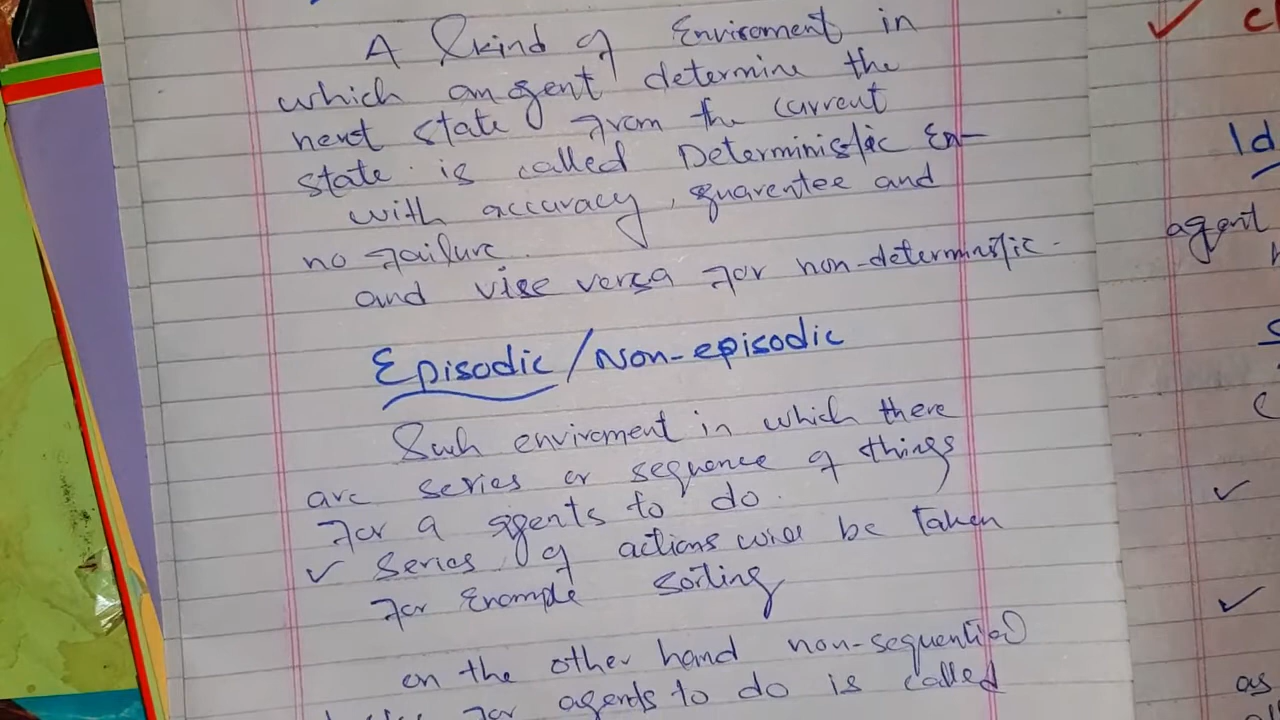 A kind of Enviroment in
which an gent determine the
next state from the current
state is called Deterministic En-
with accuracy, guarentee and
no failure.
and vise versa for non-deterministic.
Episodic/Non-episodic
Such enviroment in which there
are series or sequence of things
for a agents to do.
✓ Series of actions will be taken
for Example sorting
on the other hand non-sequential
for agents to do is called
✓ cl
Id
agent
✓
✓
as